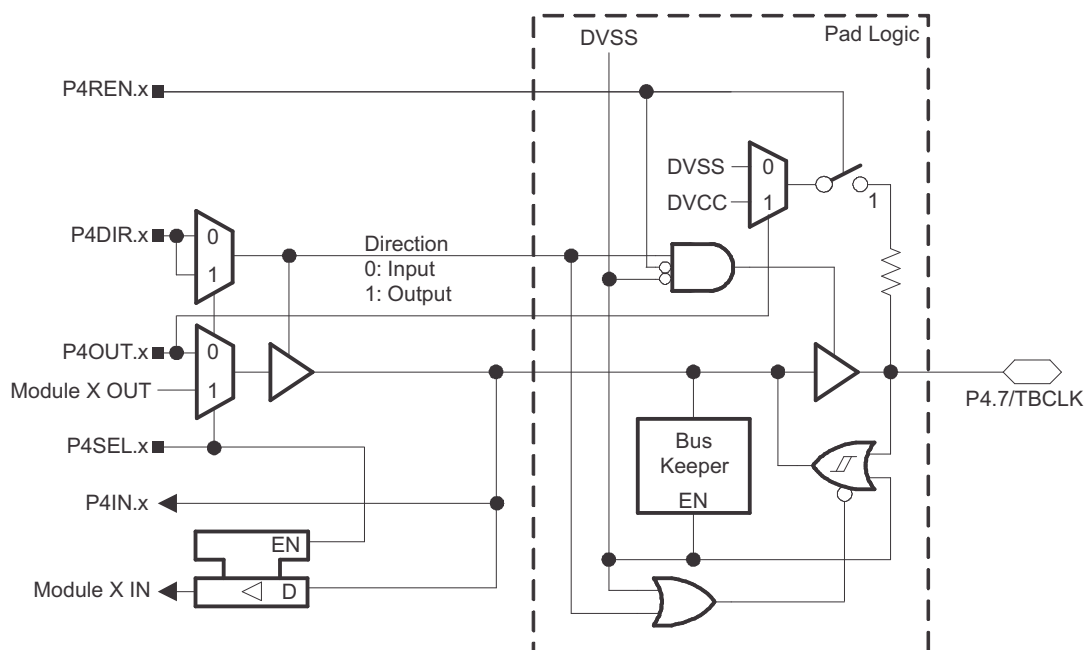 DVSS
Pad Logic
P4REN.x
DVSS
0
DVCC
1
1
P4DIR.x
0
1
Direction
0: Input
1: Output
P4OUT.x
0
Module X OUT
1
P4.7/TBCLK
P4SEL.x
Bus
Keeper
EN
P4IN.x
EN
Module X IN
D